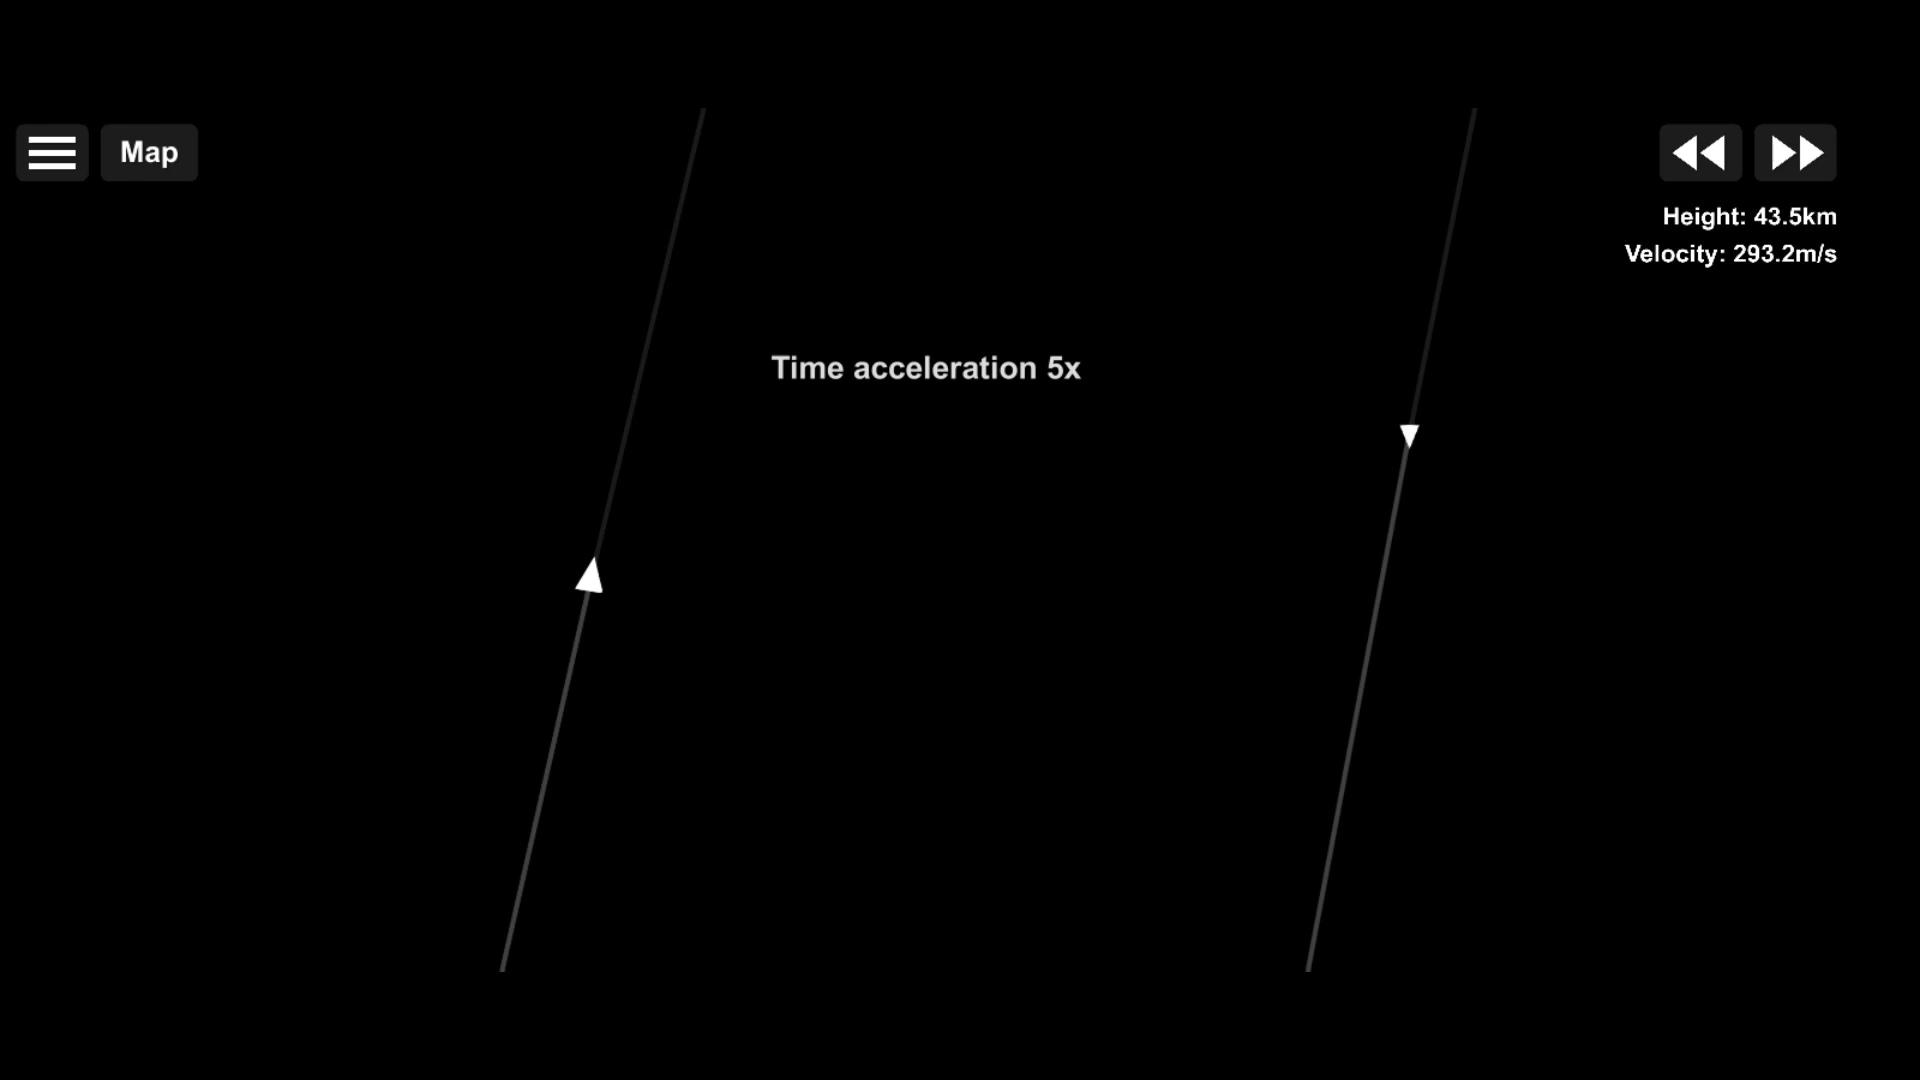 Map
Height: 43.5km
Velocity: 293.2m/s
Time acceleration 5x